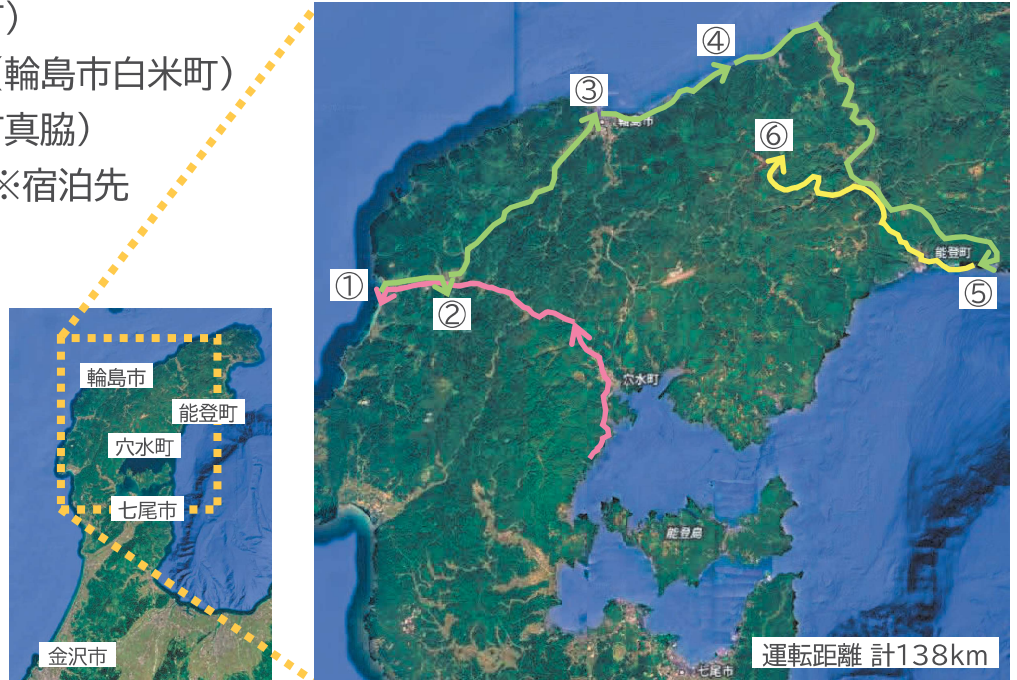 )
(輪島市白米町)
町真脇)
※宿泊先
①
②
③
④
⑤
⑥
輪島市
能登町
穴水町
能登島
七尾市
運転距離 計138km
輪島市
能登町
穴水町
七尾市
金沢市